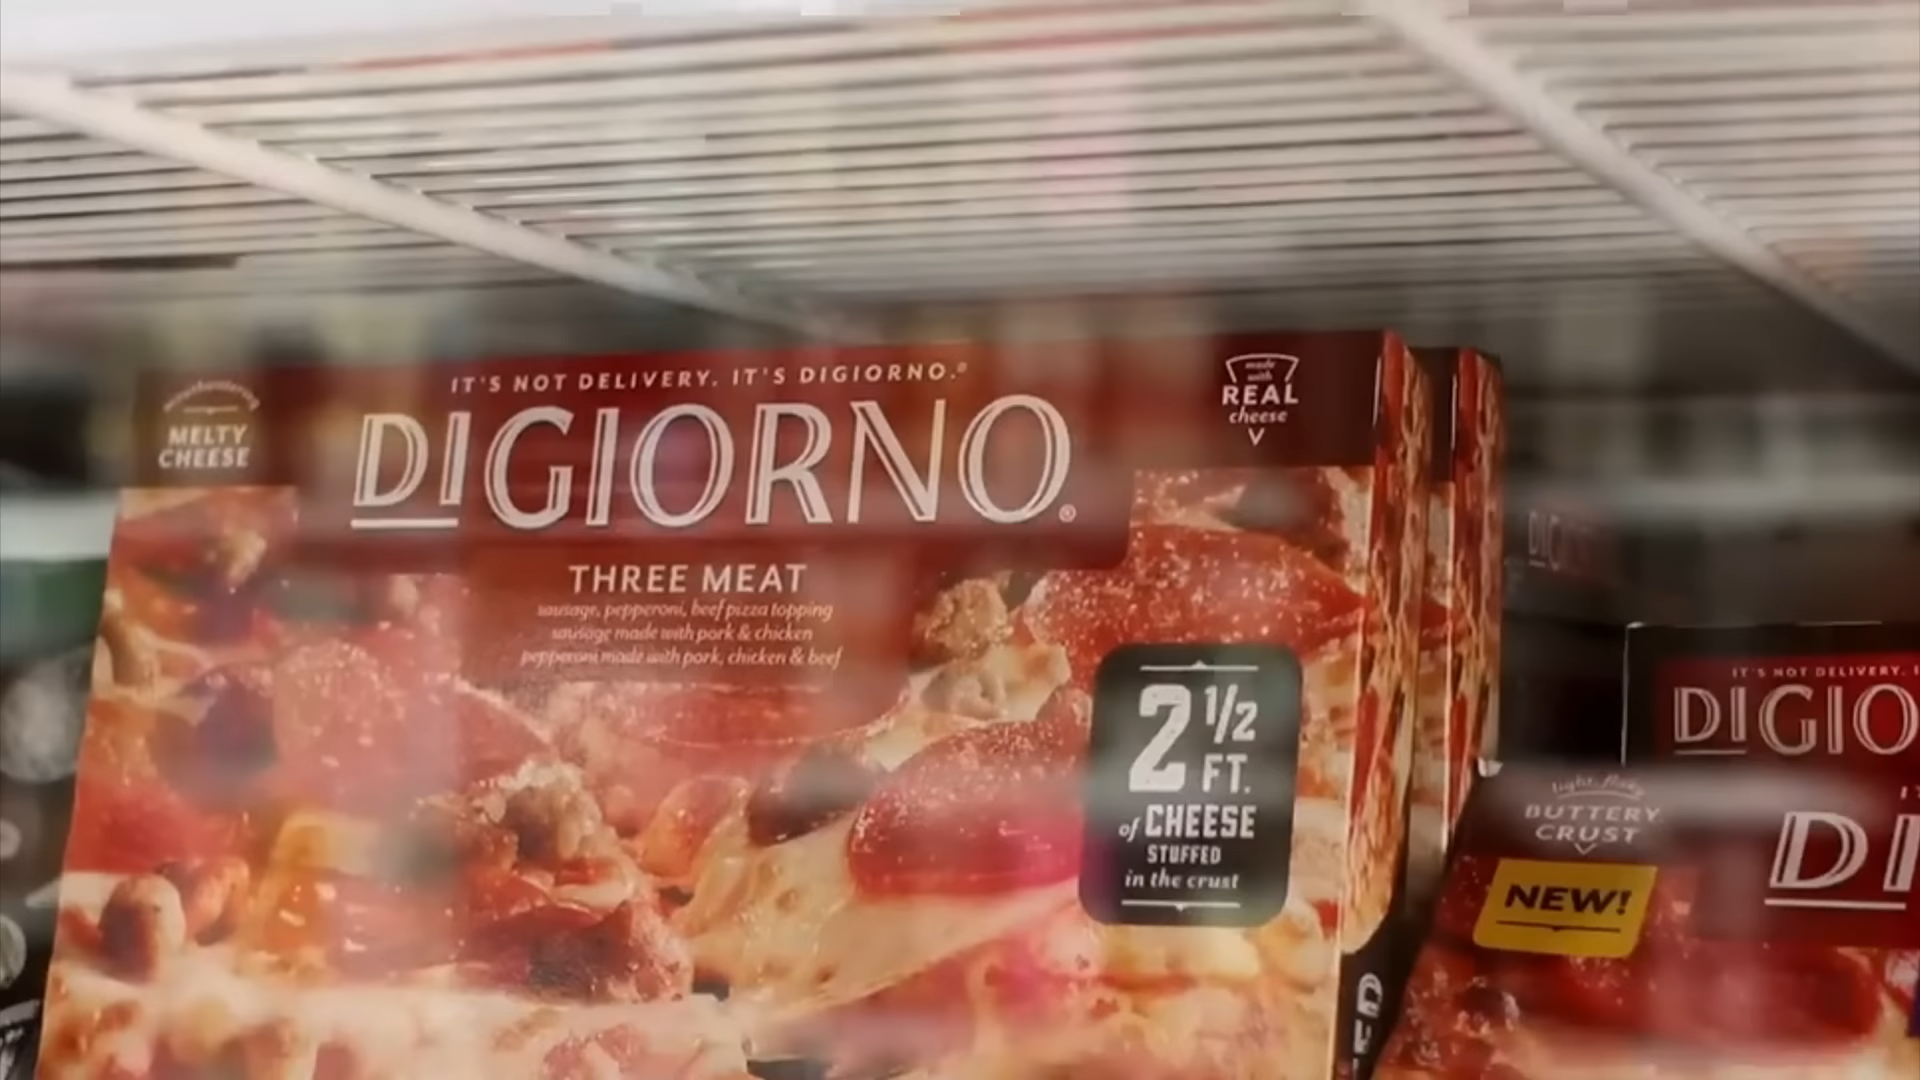 IT'S NOT DELIVERY. IT'S DIGIORNO.®
DIGIORNO®
MELTY
CHEESE
made
with
REAL
cheese
THREE MEAT
sausage, pepperoni, beef pizza topping
sausage made with pork & chicken
pepperoni made with pork, chicken & beef
2 1/2
FT.
of CHEESE
STUFFED
in the crust
IT'S NOT DELIVERY.
DIGIO
light, flaky
BUTTERY
CRUST
NEW!
DI